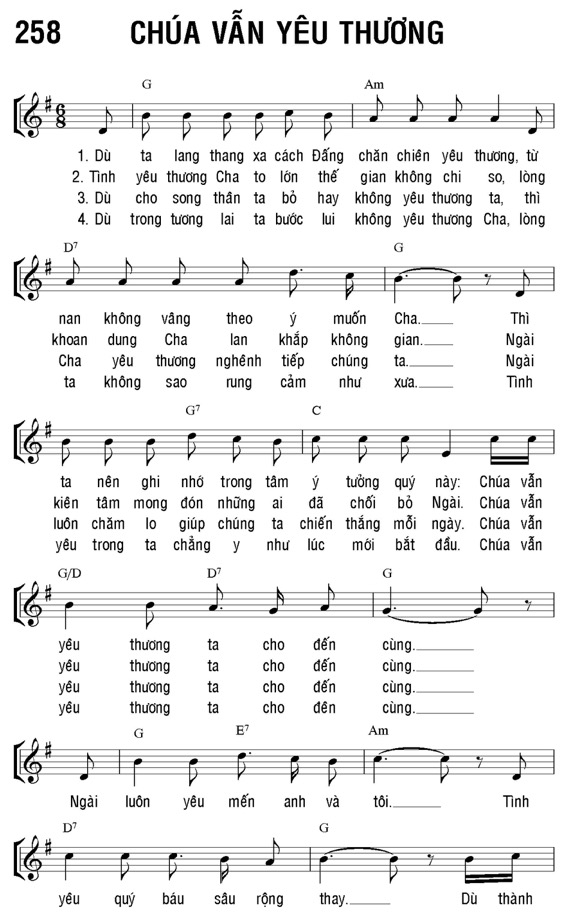 258 CHÚA VẪN YÊU THƯƠNG
G Am
1. Dù ta lang thang xa cách Đấng chăn chiên yêu thương, từ
2. Tình yêu thương Cha to lớn thế gian không chi so, lòng
3. Dù cho song thân ta bỏ hay không yêu thương ta, thì
4. Dù trong tương lai ta bước lui không yêu thương Cha, lòng
D7 G
nan không vâng theo ý muốn Cha. Thì
khoan dung Cha lan khắp không gian. Ngài
Cha yêu thương nghênh tiếp chúng ta. Ngài
ta không sao rung cảm như xưa. Tình
G7 C
ta nên ghi nhớ trong tâm ý tưởng quý này: Chúa vẫn
kiên tâm mong đón những ai đã chối bỏ Ngài. Chúa vẫn
luôn chăm lo giúp chúng ta chiến thắng mỗi ngày. Chúa vẫn
yêu trong ta chẳng y như lúc mới bắt đầu. Chúa vẫn
G/D D7 G
yêu thương ta cho đến cùng.
yêu thương ta cho đến cùng.
yêu thương ta cho đến cùng.
yêu thương ta cho đến cùng.
G E7 Am
Ngài luôn yêu mến anh và tôi. Tình
D7 G
yêu quý báu sâu rộng thay. Dù thành